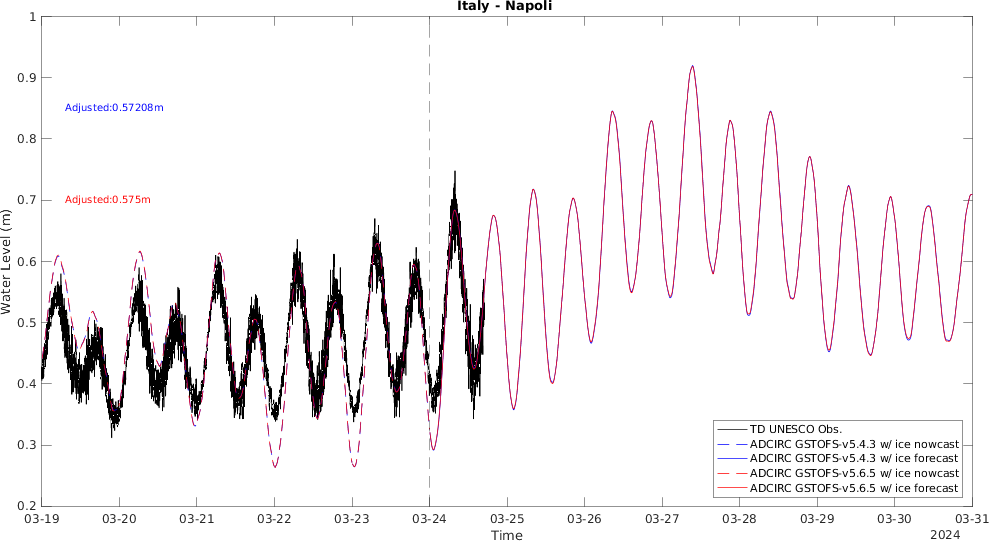 Italy - Napoli
1
0.9
0.8
0.7
0.6
0.5
0.4
0.3
0.2
Water Level (m)
Adjusted:0.57208m
Adjusted:0.575m
TD UNESCO Obs.
ADCIRC GSTOFS-v5.4.3 w/ ice nowcast
ADCIRC GSTOFS-v5.4.3 w/ ice forecast
ADCIRC GSTOFS-v5.6.5 w/ ice nowcast
ADCIRC GSTOFS-v5.6.5 w/ ice forecast
03-19 03-20 03-21 03-22 03-23 03-24 03-25 03-26 03-27 03-28 03-29 03-30 03-31
Time
2024